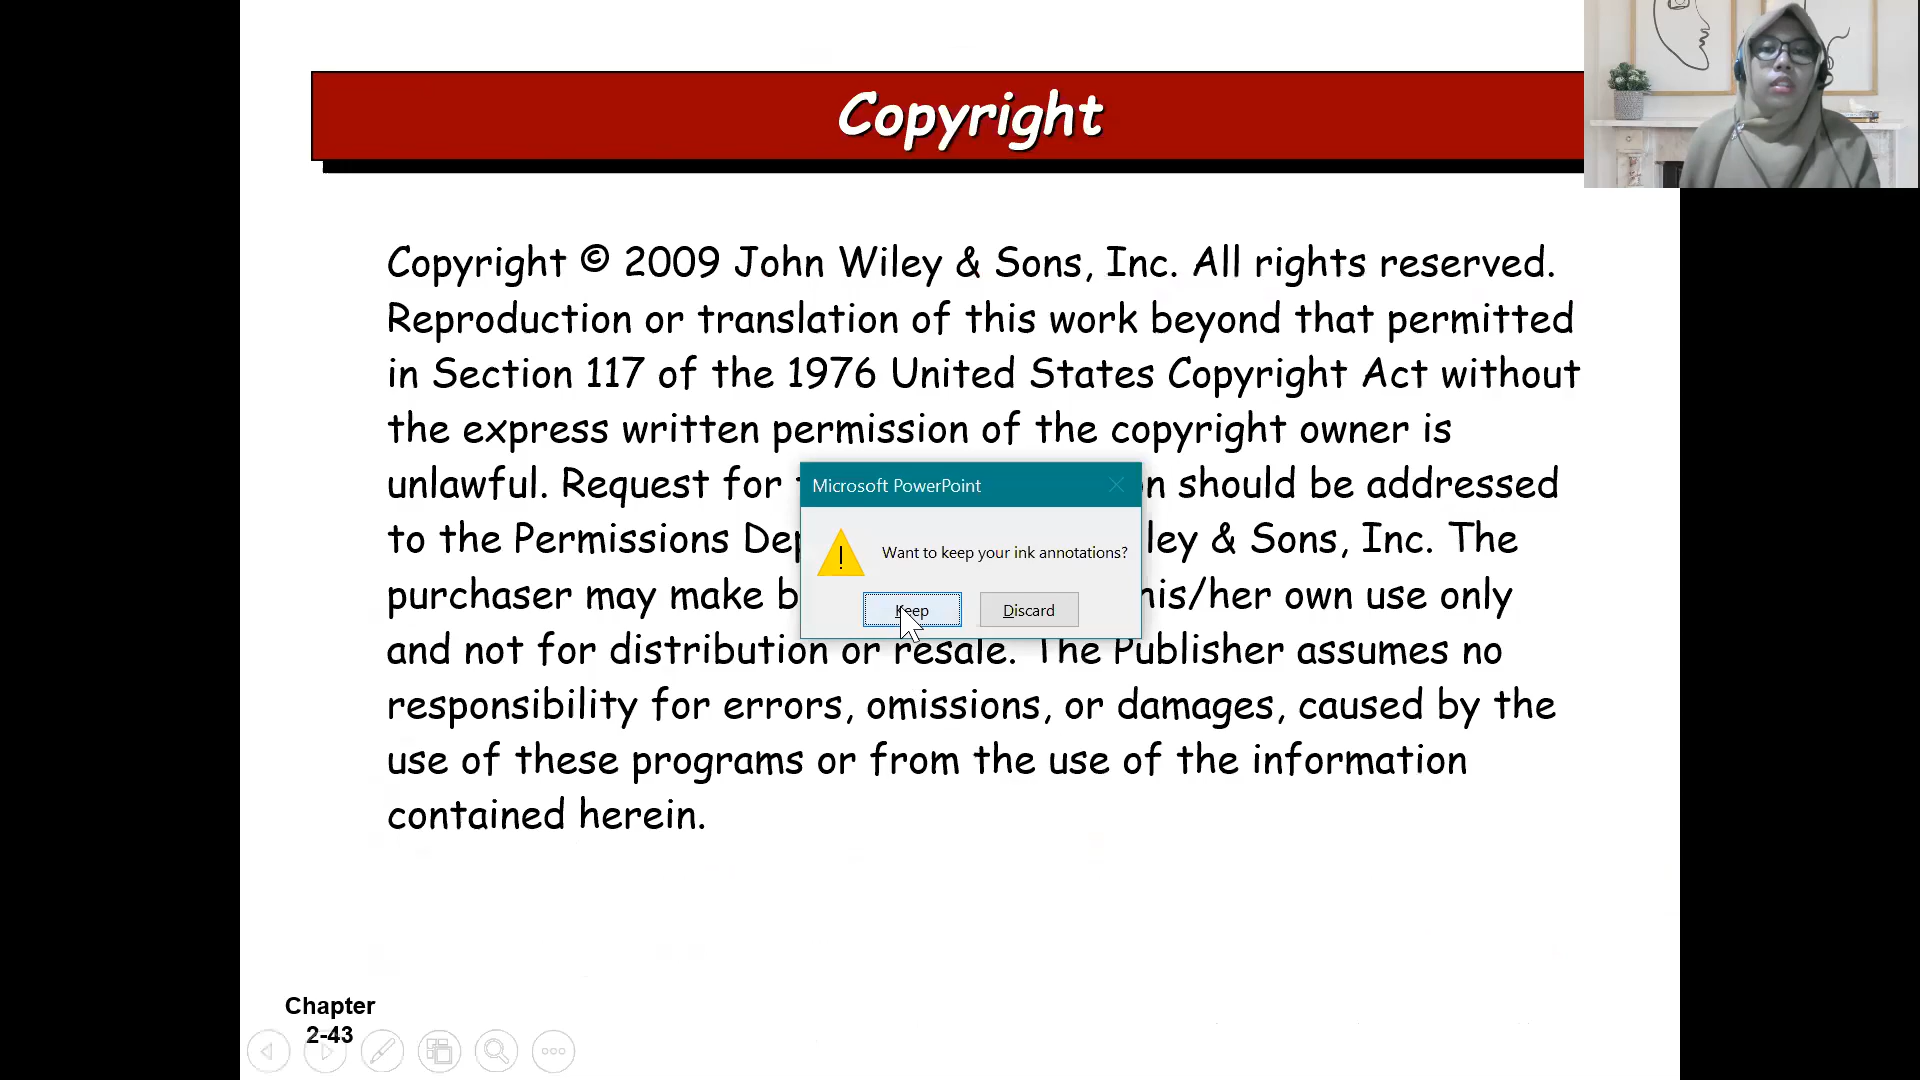 Copyright
Copyright © 2009 John Wiley & Sons, Inc. All rights reserved.
Reproduction or translation of this work beyond that permitted
in Section 117 of the 1976 United States Copyright Act without
the express written permission of the copyright owner is
unlawful. Request for should be addressed
to the Permissions & Sons, Inc. The
purchaser may make his/her own use only
and not for distribution or resale. The Publisher assumes no
responsibility for errors, omissions, or damages, caused by the
use of these programs or from the use of the information
contained herein.
Microsoft PowerPoint
Want to keep your ink annotations?
Keep Discard
Chapter
2-43